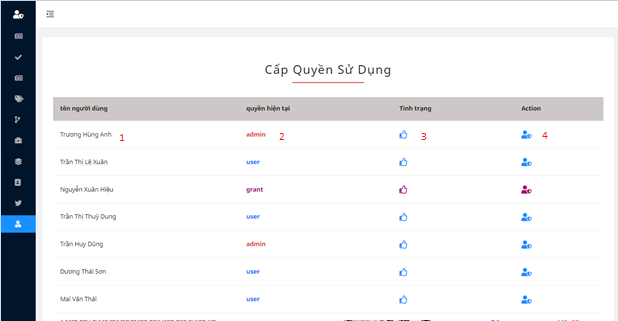 Cấp Quyền Sử Dụng
tên người dùng quyền hiện tại Tình trạng Action
Trương Hùng Anh 1 admin 2 3 4
Trần Thị Lệ Xuân user
Nguyễn Xuân Hiệu grant
Trần Thị Thuỳ Dung user
Trần Huy Dũng admin
Dương Thái Sơn user
Mai Văn Thái user